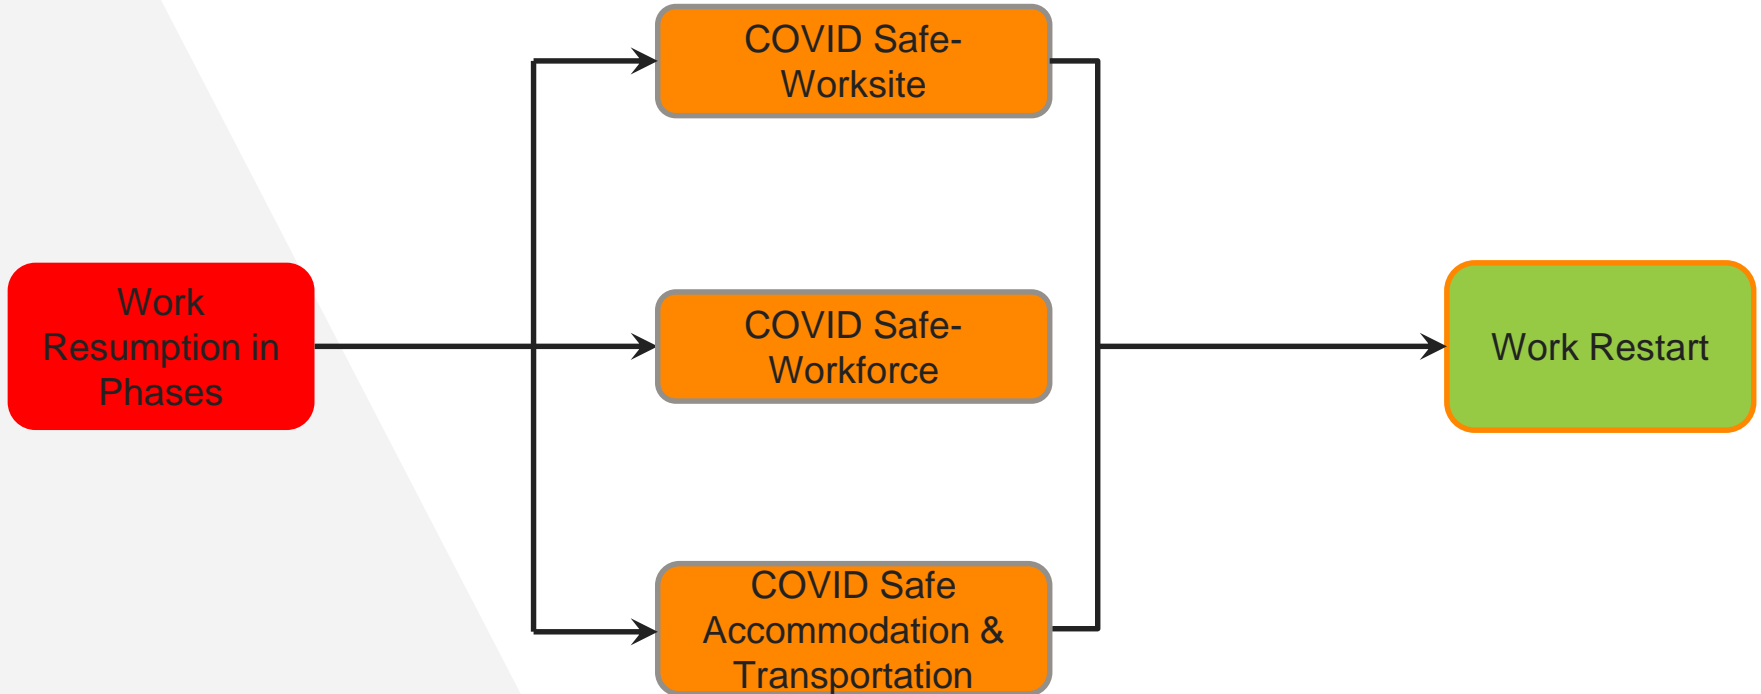 COVID Safe-
Worksite
Work
Resumption in
Phases
COVID Safe-
Workforce
Work Restart
COVID Safe
Accommodation &
Transportation